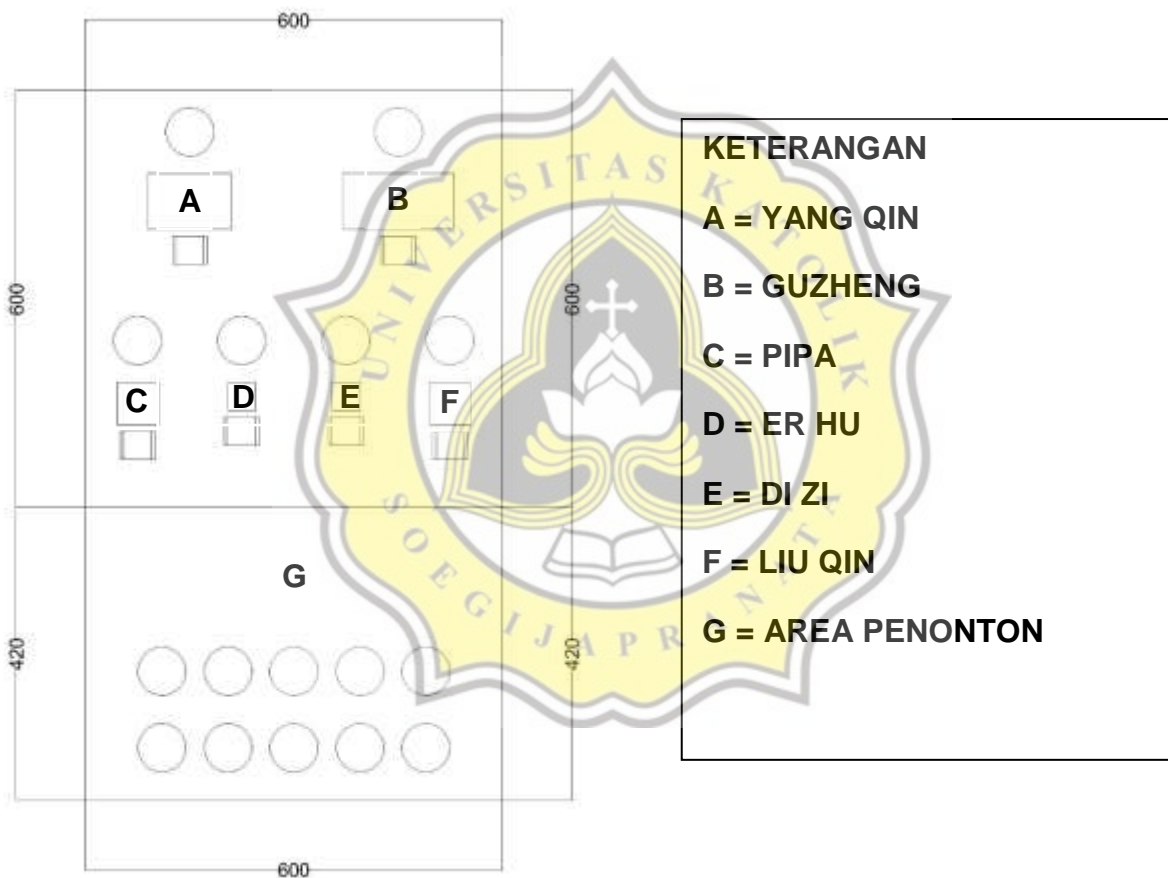 600
A
B
600
600
C
D
E
F
G
420
420
600
KETERANGAN
A = YANG QIN
B = GUZHENG
C = PIPA
D = ER HU
E = DI ZI
F = LIU QIN
G = AREA PENONTON
UNIVERSITAS KATOLIK
SOEGIJAPRANATA